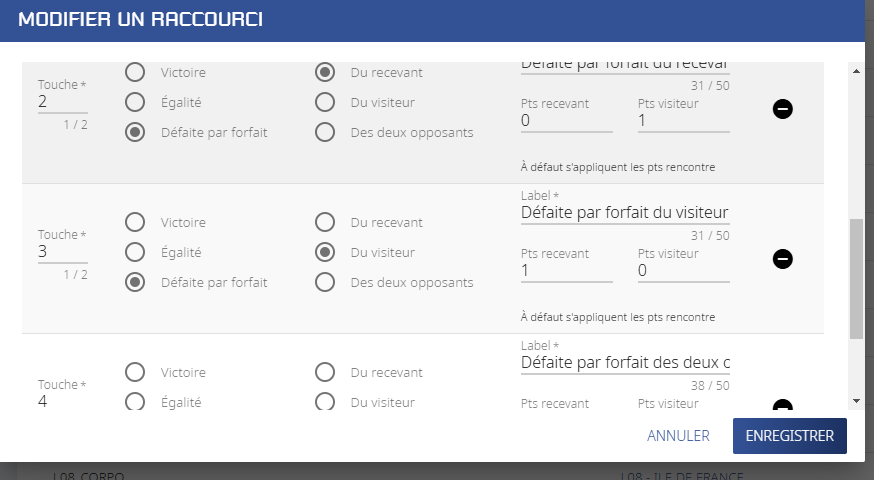 MODIFIER UN RACCOURCI
Touche *
2
1 / 2
Victoire
Égalité
Défaite par forfait
Du recevant
Du visiteur
Des deux opposants
Défaite par forfait du recevar
31 / 50
Pts recevant
0
Pts visiteur
1
À défaut s'appliquent les pts rencontre
Touche *
3
1 / 2
Victoire
Égalité
Défaite par forfait
Du recevant
Du visiteur
Des deux opposants
Label *
Défaite par forfait du visiteur
31 / 50
Pts recevant
1
Pts visiteur
0
À défaut s'appliquent les pts rencontre
Touche *
4
Victoire
Égalité
Du recevant
Du visiteur
Label *
Défaite par forfait des deux o
38 / 50
Pts recevant
Pts visiteur
ANNULER
ENREGISTRER
L08 CORPO
L08 - ILE DE FRANCE